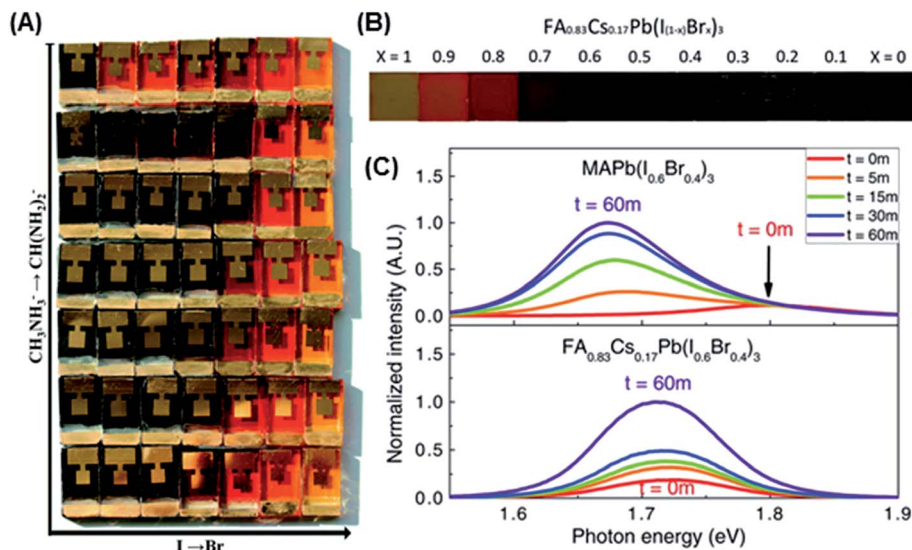 (A)
CH₃NH₃⁻ → CH(NH₂)₂⁻
I → Br
(B)
FA₀.₈₃Cs₀.₁₇Pb(I₍₁₋ₓ₎Brₓ)₃
X = 1 0.9 0.8 0.7 0.6 0.5 0.4 0.3 0.2 0.1 X = 0
(C)
MAPb(I₀.₆Br₀.₄)₃
t = 0m
t = 5m
t = 15m
t = 30m
t = 60m
t = 60m
t = 0m
1.5
1.0
0.5
0.0
FA₀.₈₃Cs₀.₁₇Pb(I₀.₆Br₀.₄)₃
t = 60m
t = 0m
1.5
1.0
0.5
0.0
Normalized intensity (A.U.)
1.6 1.7 1.8 1.9
Photon energy (eV)